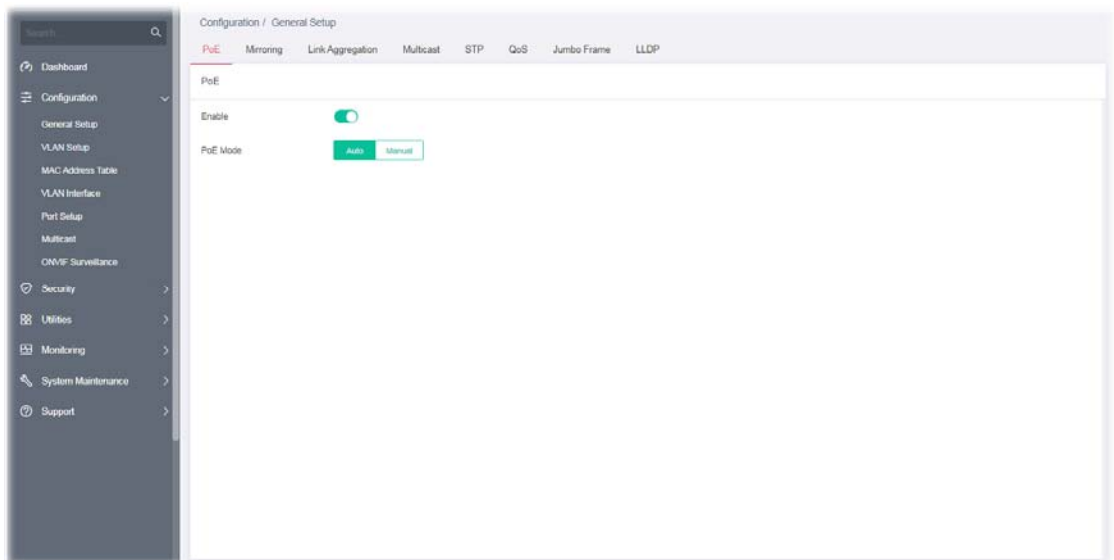 Search
Dashboard
Configuration
General Setup
VLAN Setup
MAC Address Table
VLAN Interface
Port Setup
Multicast
ONVIF Surveillance
Security
Utilities
Monitoring
System Maintenance
Support
Configuration / General Setup
PoE Mirroring Link Aggregation Multicast STP QoS Jumbo Frame LLDP
PoE
Enable
PoE Mode Auto Manual